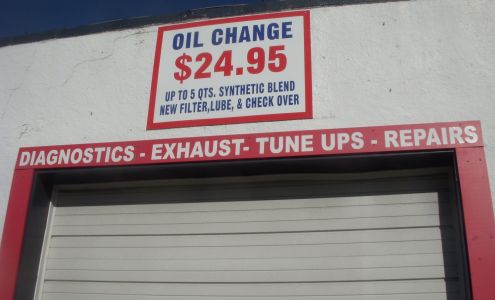 OIL CHANGE
$24.95
UP TO 5 QTS. SYNTHETIC BLEND
NEW FILTER,LUBE, & CHECK OVER
DIAGNOSTICS - EXHAUST- TUNE UPS - REPAIRS